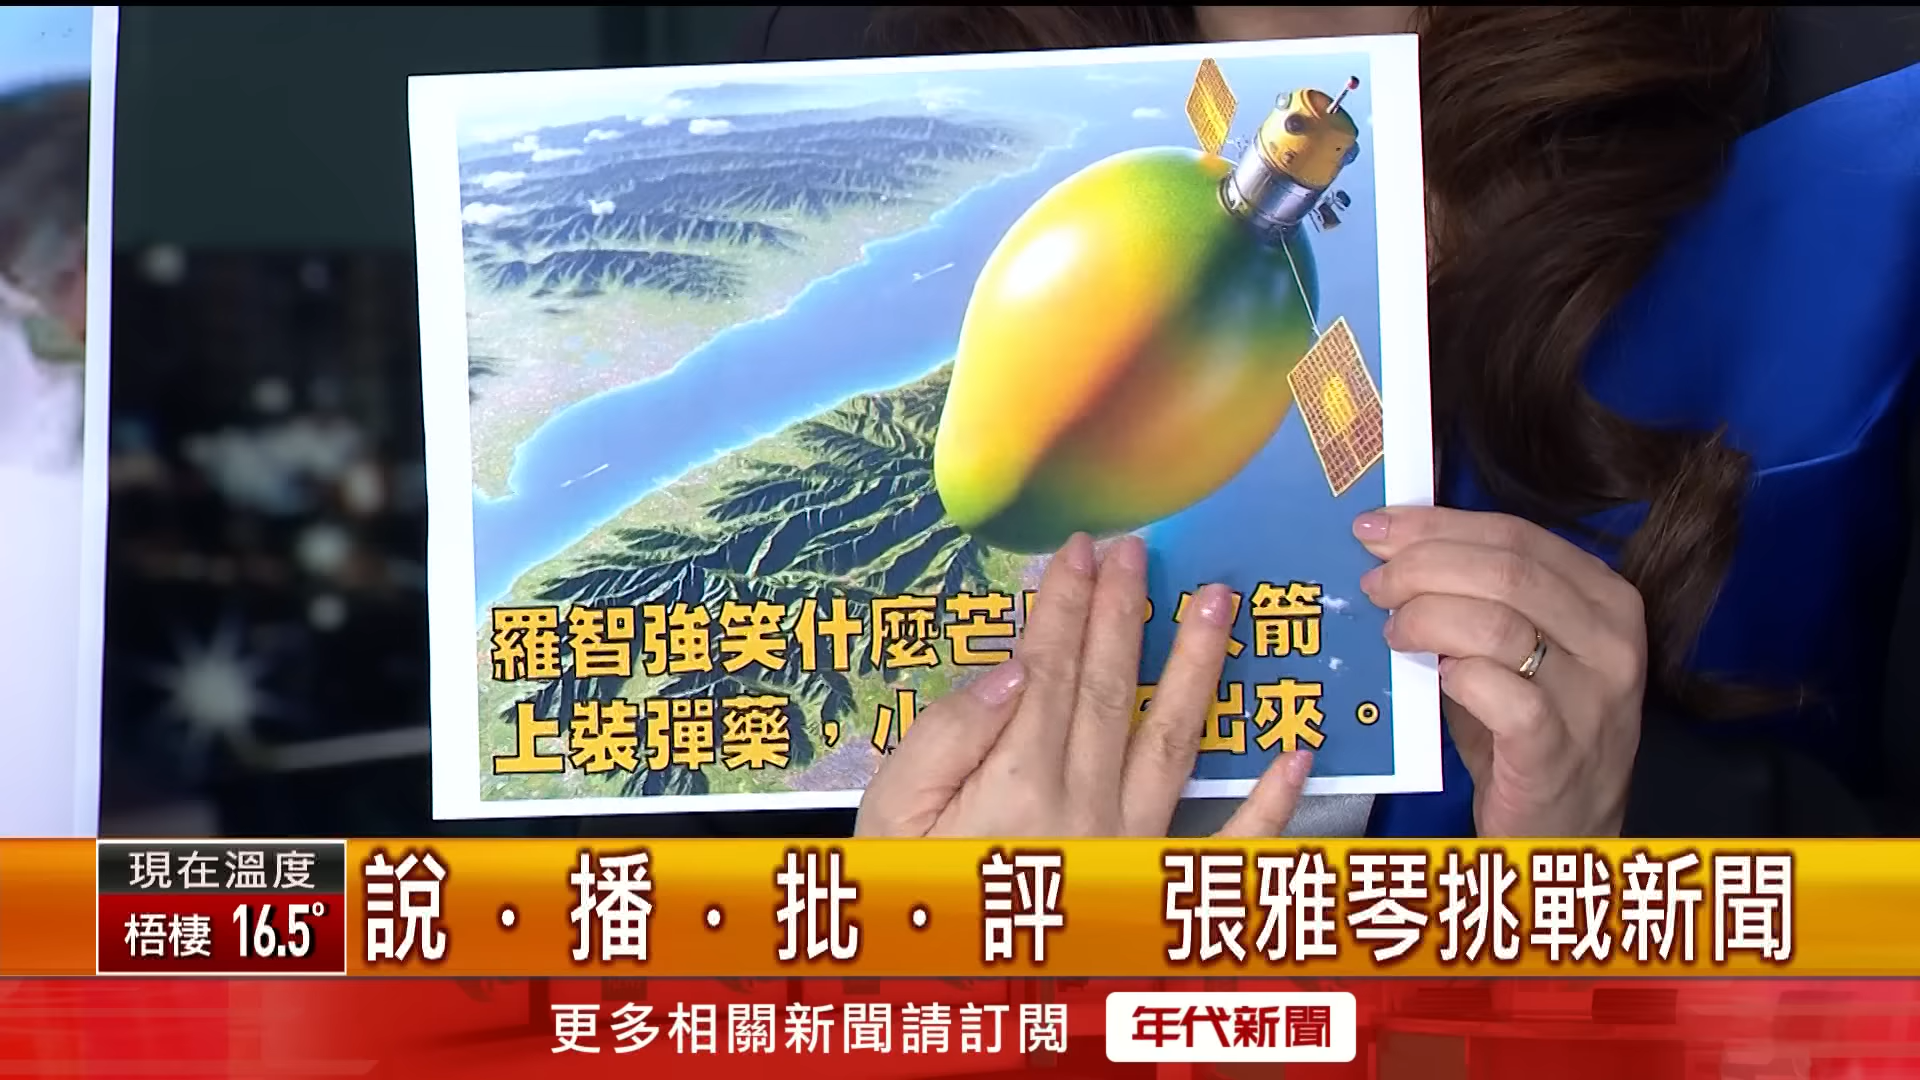 羅智強笑什麼芒 火箭
上裝彈藥，小 出來。
現在溫度
梧棲 16.5°
說．播．批．評 張雅琴挑戰新聞
更多相關新聞請訂閱 年代新聞